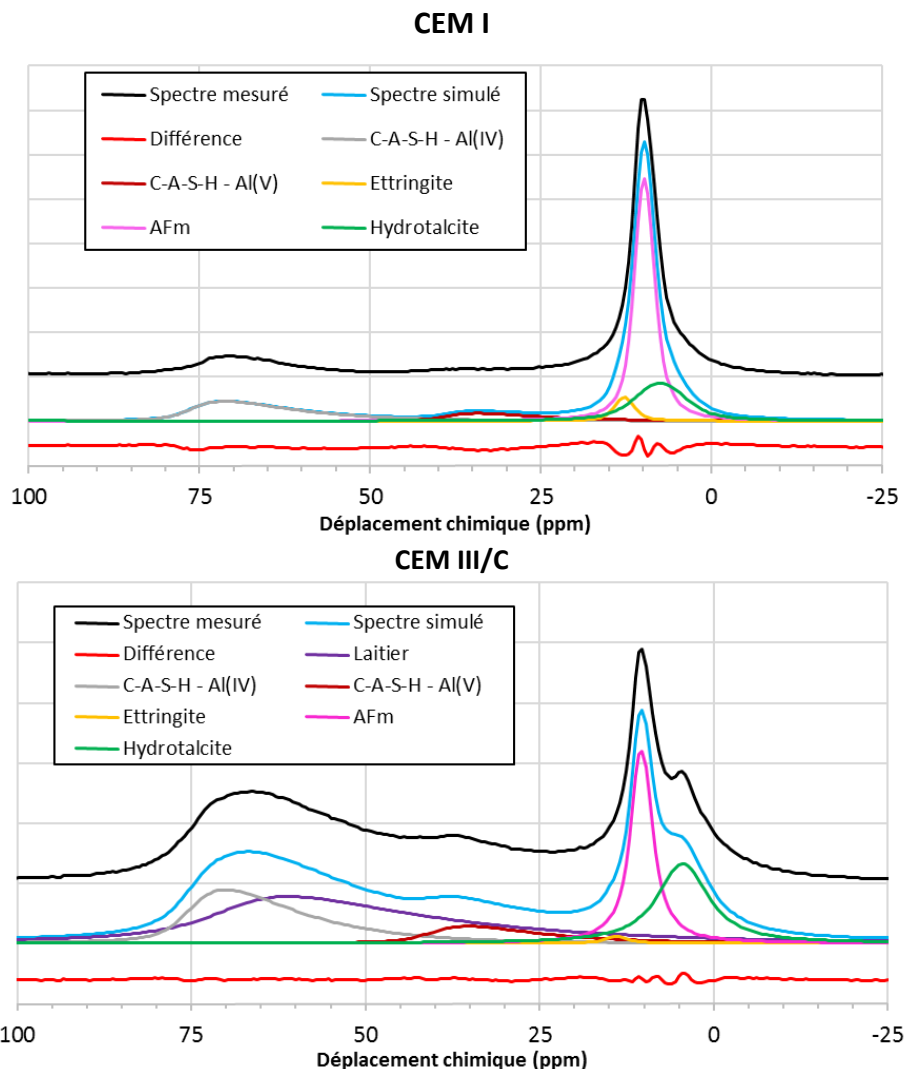 CEM I
Spectre mesuré Spectre simulé
Différence C-A-S-H - Al(IV)
C-A-S-H - Al(V) Ettringite
AFm Hydrotalcite
100 75 50 25 0 -25
Déplacement chimique (ppm)
CEM III/C
Spectre mesuré Spectre simulé
Différence Laitier
C-A-S-H - Al(IV) C-A-S-H - Al(V)
Ettringite AFm
Hydrotalcite
100 75 50 25 0 -25
Déplacement chimique (ppm)